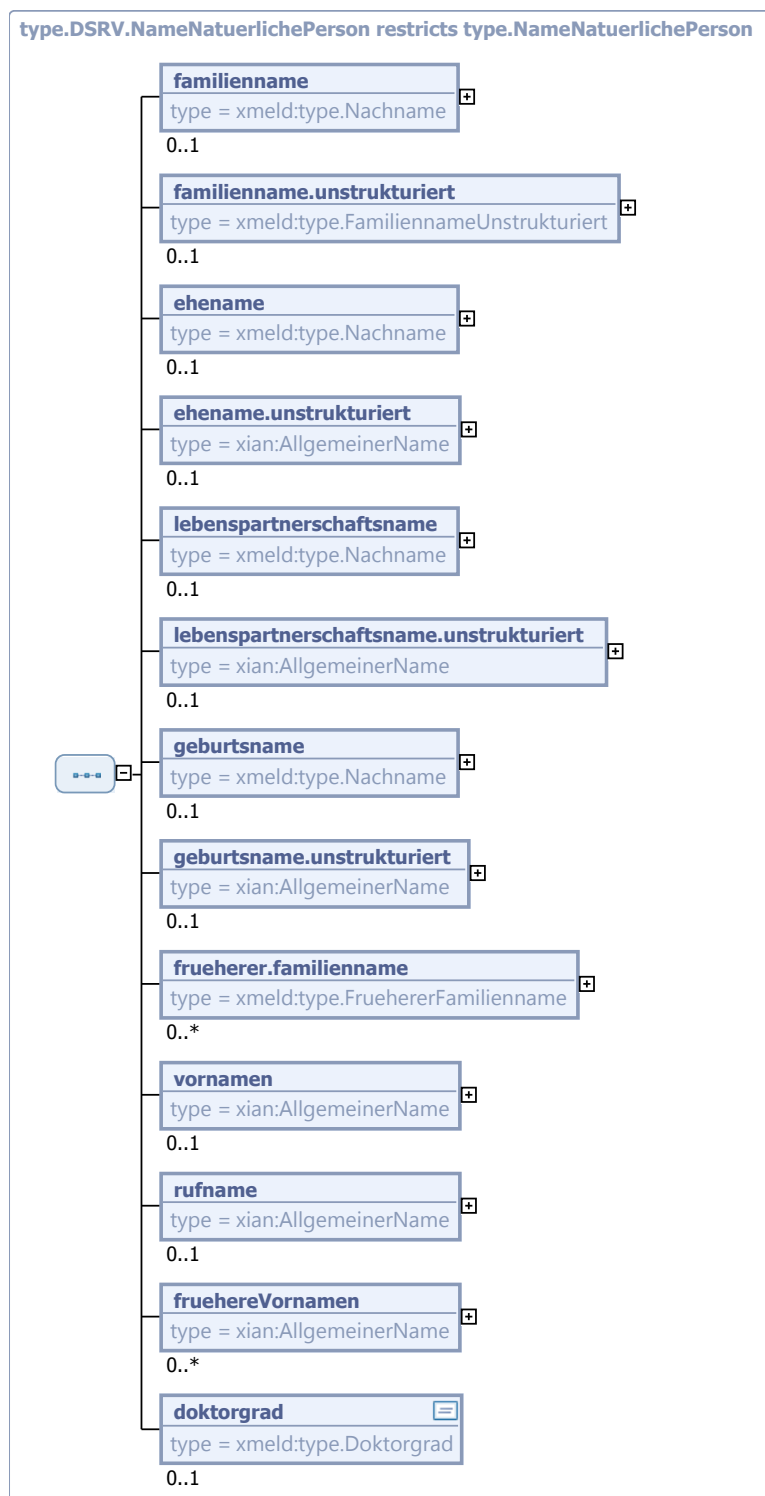 type.DSRV.NameNatuerlichePerson restricts type.NameNatuerlichePerson
familienname
type = xmeld:type.Nachname
0..1
familienname.unstrukturiert
type = xmeld:type.FamiliennameUnstrukturiert
0..1
ehename
type = xmeld:type.Nachname
0..1
ehename.unstrukturiert
type = xian:AllgemeinerName
0..1
lebenspartnerschaftsname
type = xmeld:type.Nachname
0..1
lebenspartnerschaftsname.unstrukturiert
type = xian:AllgemeinerName
0..1
geburtsname
type = xmeld:type.Nachname
0..1
geburtsname.unstrukturiert
type = xian:AllgemeinerName
0..1
frueherer.familienname
type = xmeld:type.FruehererFamilienname
0..*
vornamen
type = xian:AllgemeinerName
0..1
rufname
type = xian:AllgemeinerName
0..1
fruehereVornamen
type = xian:AllgemeinerName
0..*
doktorgrad
type = xmeld:type.Doktorgrad
0..1